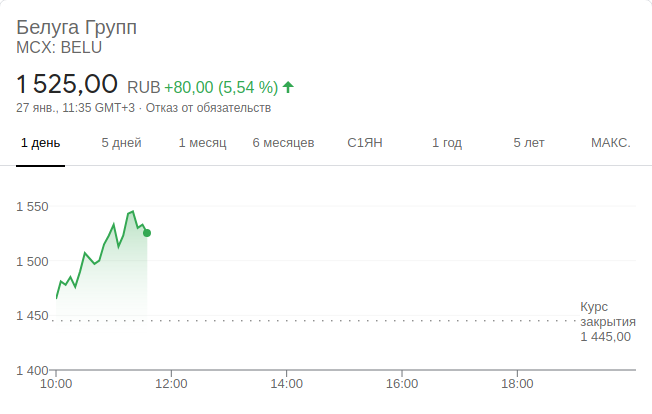 Белуга Групп
MCX: BELU
1 525,00 RUB +80,00 (5,54 %)
27 янв., 11:35 GMT+3 · Отказ от обязательств
1 день 5 дней 1 месяц 6 месяцев С1ЯН 1 год 5 лет МАКС.
1 550
1 500
1 450
1 400
Курс
закрытия
1 445,00
10:00 12:00 14:00 16:00 18:00